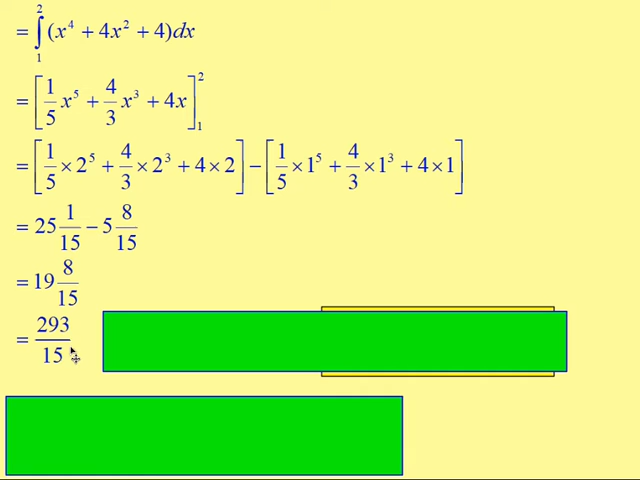 = ∫₁² (x⁴ + 4x² + 4)dx
= [1/5 x⁵ + 4/3 x³ + 4x]₁²
= [1/5 × 2⁵ + 4/3 × 2³ + 4 × 2] − [1/5 × 1⁵ + 4/3 × 1³ + 4 × 1]
= 25 1/15 − 5 8/15
= 19 8/15
= 293/15